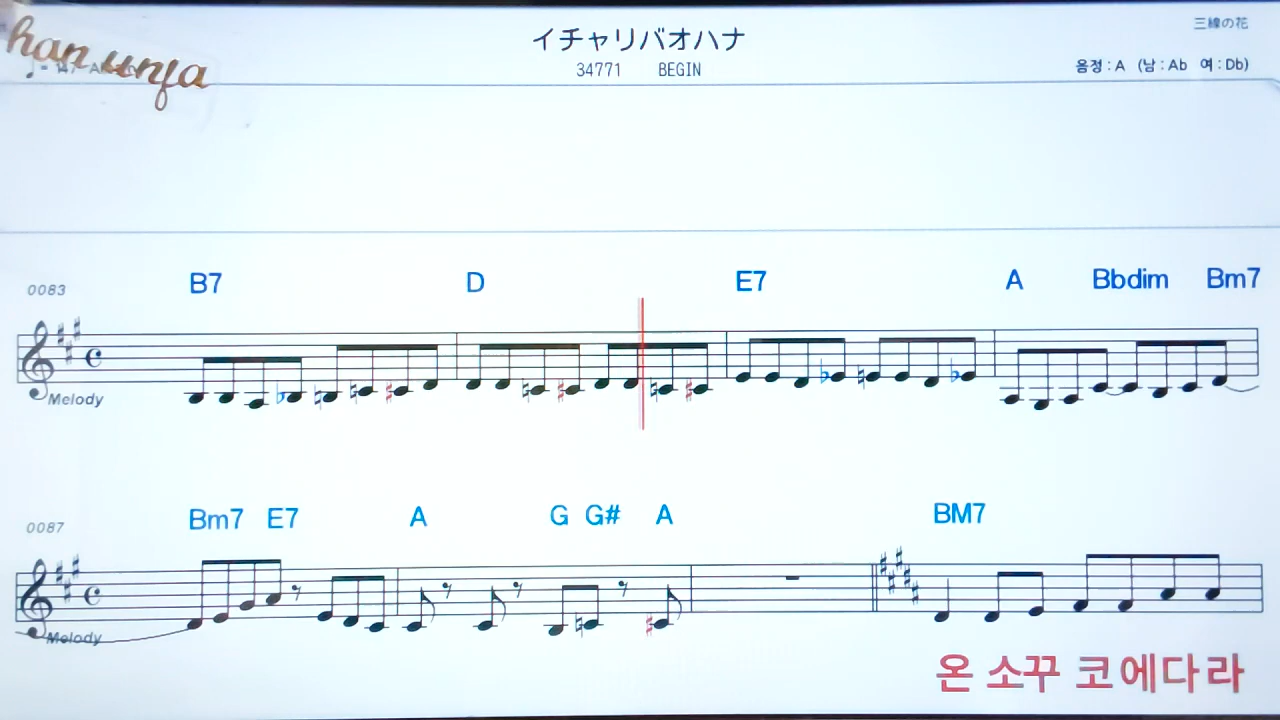 han unfa
イチャリバオハナ
三線の花
34771 BEGIN
음정 : A (남 : Ab 여 : Db)
0083
B7 D E7 A Bbdim Bm7
Melody
0087
Bm7 E7 A G G# A BM7
Melody
온 소꾸 코에다라